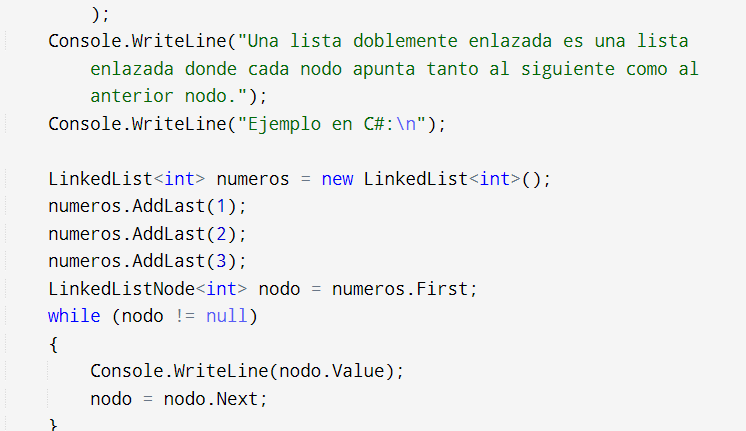 );
Console.WriteLine("Una lista doblemente enlazada es una lista
enlazada donde cada nodo apunta tanto al siguiente como al
anterior nodo.");
Console.WriteLine("Ejemplo en C#:\n");
LinkedList<int> numeros = new LinkedList<int>();
numeros.AddLast(1);
numeros.AddLast(2);
numeros.AddLast(3);
LinkedListNode<int> nodo = numeros.First;
while (nodo != null)
{
Console.WriteLine(nodo.Value);
nodo = nodo.Next;
}